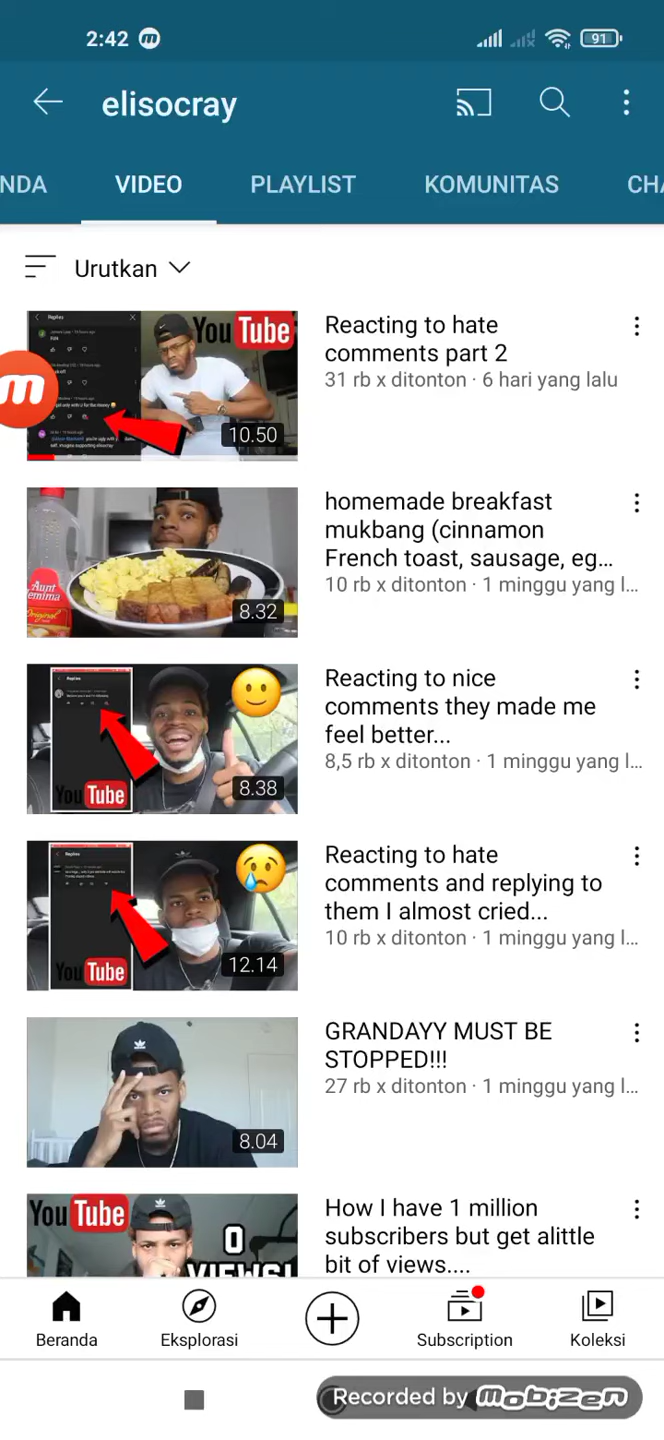 2:42
91
elisocray
NDA VIDEO PLAYLIST KOMUNITAS CHA
Urutkan
Replies
You Tube
10.50
Reacting to hate
comments part 2
31 rb x ditonton · 6 hari yang lalu
Aunt
Original
8.32
homemade breakfast
mukbang (cinnamon
French toast, sausage, eg...
10 rb x ditonton · 1 minggu yang l...
Replies
You Tube
8.38
Reacting to nice
comments they made me
feel better...
8,5 rb x ditonton · 1 minggu yang l...
Replies
You Tube
12.14
Reacting to hate
comments and replying to
them I almost cried...
10 rb x ditonton · 1 minggu yang l...
8.04
GRANDAYY MUST BE
STOPPED!!!
27 rb x ditonton · 1 minggu yang l...
You Tube
0
VIEWS!
How I have 1 million
subscribers but get alittle
bit of views....
Beranda Eksplorasi Subscription Koleksi
Recorded by mobizen